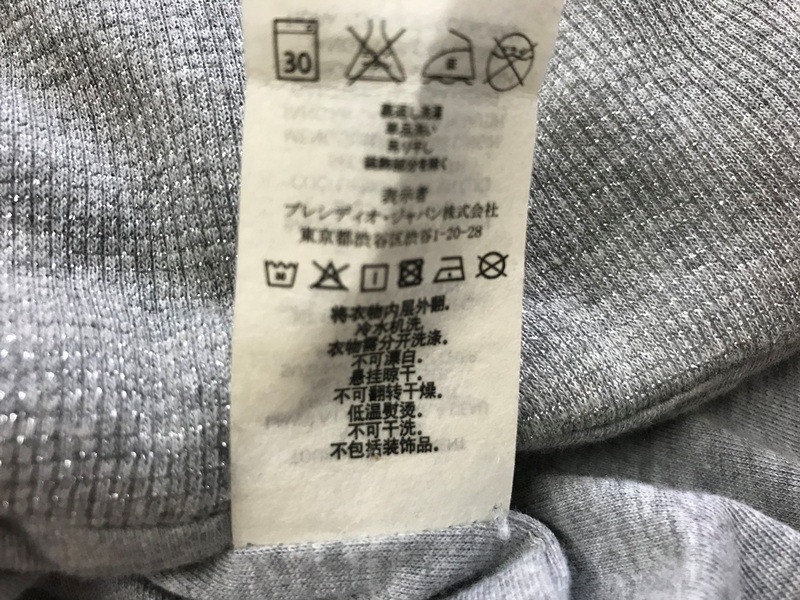 30
裏返し洗濯
単品洗い
吊り干し
装飾部分を除く
表示者
プレシディオ・ジャパン株式会社
東京都渋谷区渋谷1-20-28
将衣物内层外翻。
冷水机洗。
衣物需分开洗涤。
不可漂白。
悬挂晾干。
不可翻转干燥。
低温熨烫。
不可干洗。
不包括装饰品。